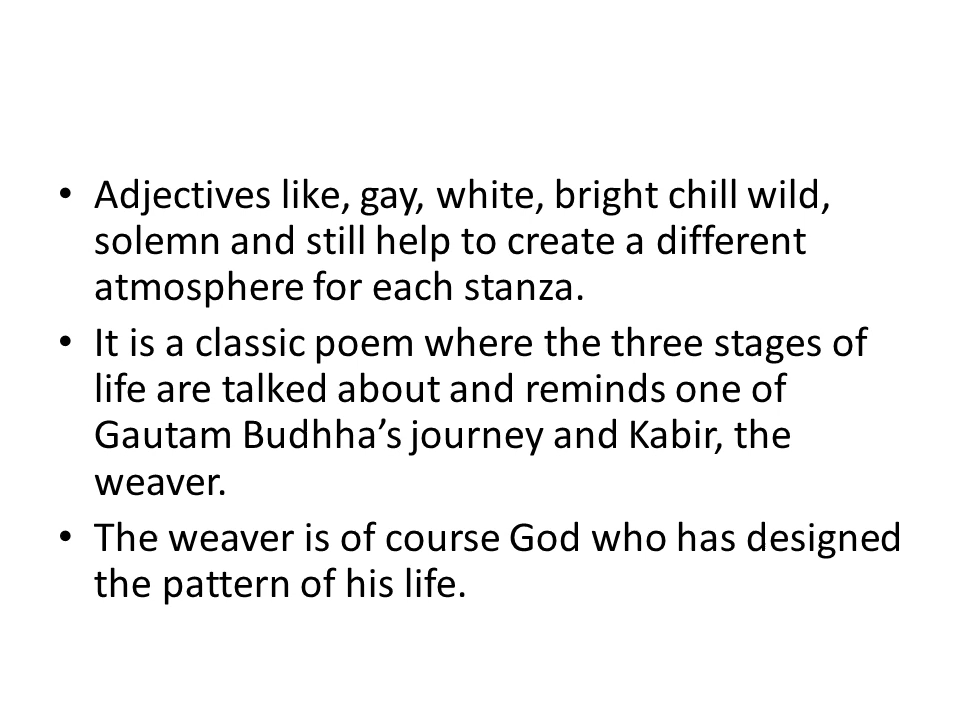 • Adjectives like, gay, white, bright chill wild,
solemn and still help to create a different
atmosphere for each stanza.
• It is a classic poem where the three stages of
life are talked about and reminds one of
Gautam Budhha’s journey and Kabir, the
weaver.
• The weaver is of course God who has designed
the pattern of his life.